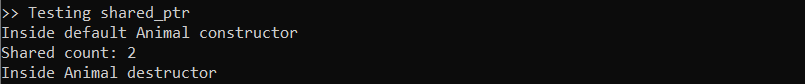 >> Testing shared_ptr
Inside default Animal constructor
Shared count: 2
Inside Animal destructor